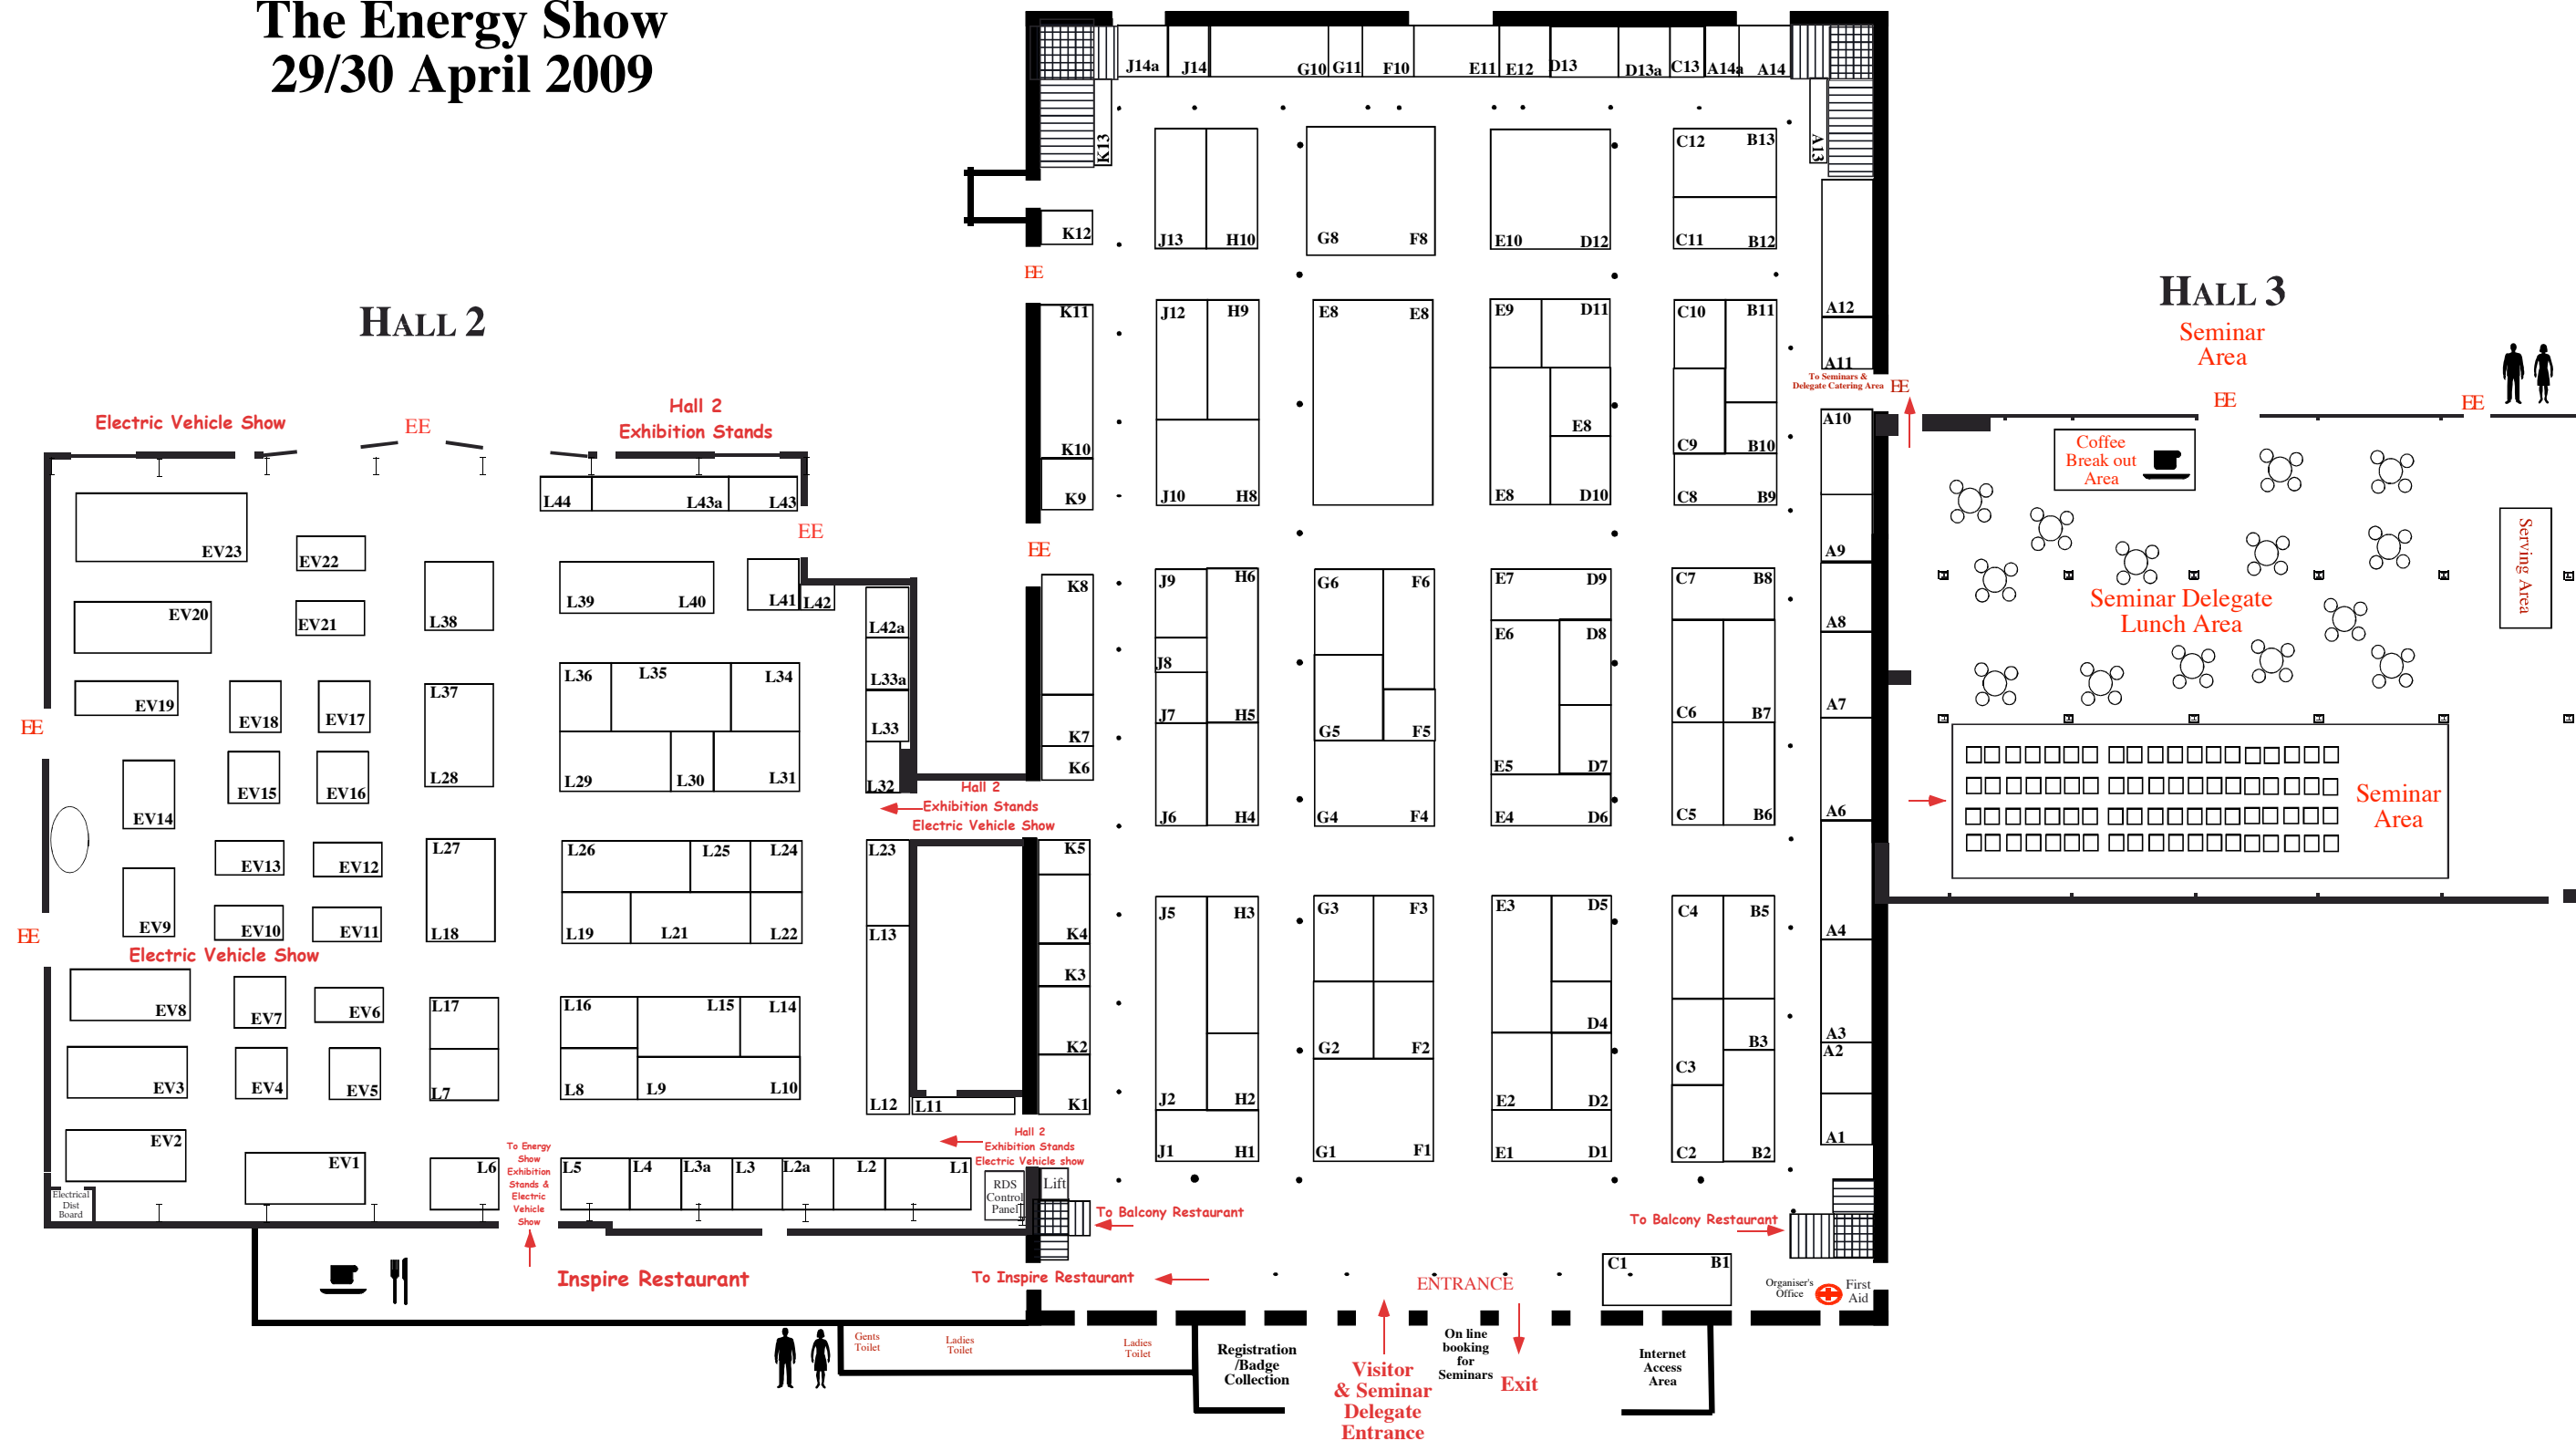 The Energy Show
29/30 April 2009
J14a J14 G10 G11 F10 E11 E12 D13 D13a C13 A14a A14
K13 C12 B13 A13
K12 J13 H10 G8 F8 E10 D12 C11 B12
EE
HALL 2
HALL 3
Seminar
Area
K11 J12 H9 E8 E8 E9 D11 C10 B11 A12
A11
To Seminars &
Delegate Catering Area EE
EE EE
Electric Vehicle Show
EE
Hall 2
Exhibition Stands
E8 A10
K10 C9 B10
K9 J10 H8 E8 D10 C8 B9
Coffee
Break out
Area
Serving Area
L44 L43a L43
EE
EE
EV23 EV22 A9
K8 J9 H6 G6 F6 E7 D9 C7 B8
EV20 EV21 L38 L39 L40 L41 L42
L42a J8 E6 D8 A8
Seminar Delegate
Lunch Area
L36 L35 L34 L33a
EV19 EV18 EV17 L37 L33
EE
K7 J7 H5 G5 F5 C6 B7 A7
K6 E5 D7
EV15 EV16 L28 L29 L30 L31 L32
EV14
Hall 2
Exhibition Stands
Electric Vehicle Show
J6 H4 G4 F4 E4 D6 C5 B6 A6
Seminar
Area
EV13 EV12 L27 L26 L25 L24 L23 K5
EV9 EV10 EV11 L18 L19 L21 L22 L13 K4
EE
J5 H3 G3 F3 E3 D5 C4 B5 A4
Electric Vehicle Show
K3
EV8 EV7 EV6 L17 L16 L15 L14
K2 G2 F2 D4 C3 B3 A3
A2
EV3 EV4 EV5 L7 L8 L9 L10 L12 L11 K1
J2 H2 E2 D2
J1 H1 G1 F1 E1 D1 C2 B2 A1
Hall 2
Exhibition Stands
Electric Vehicle show
EV2 EV1 L6
To Energy
Show
Exhibition
Stands &
Electric
Vehicle
Show
L5 L4 L3a L3 L2a L2 L1
RDS
Control
Panel
Lift
Electrical
Dist
Board
To Balcony Restaurant
To Balcony Restaurant
Inspire Restaurant
To Inspire Restaurant
ENTRANCE
C1 B1
Organiser's
Office
First
Aid
Gents
Toilet
Ladies
Toilet
Ladies
Toilet
Registration
/Badge
Collection
Visitor
& Seminar
Delegate
Entrance
On line
booking
for
Seminars
Exit
Internet
Access
Area